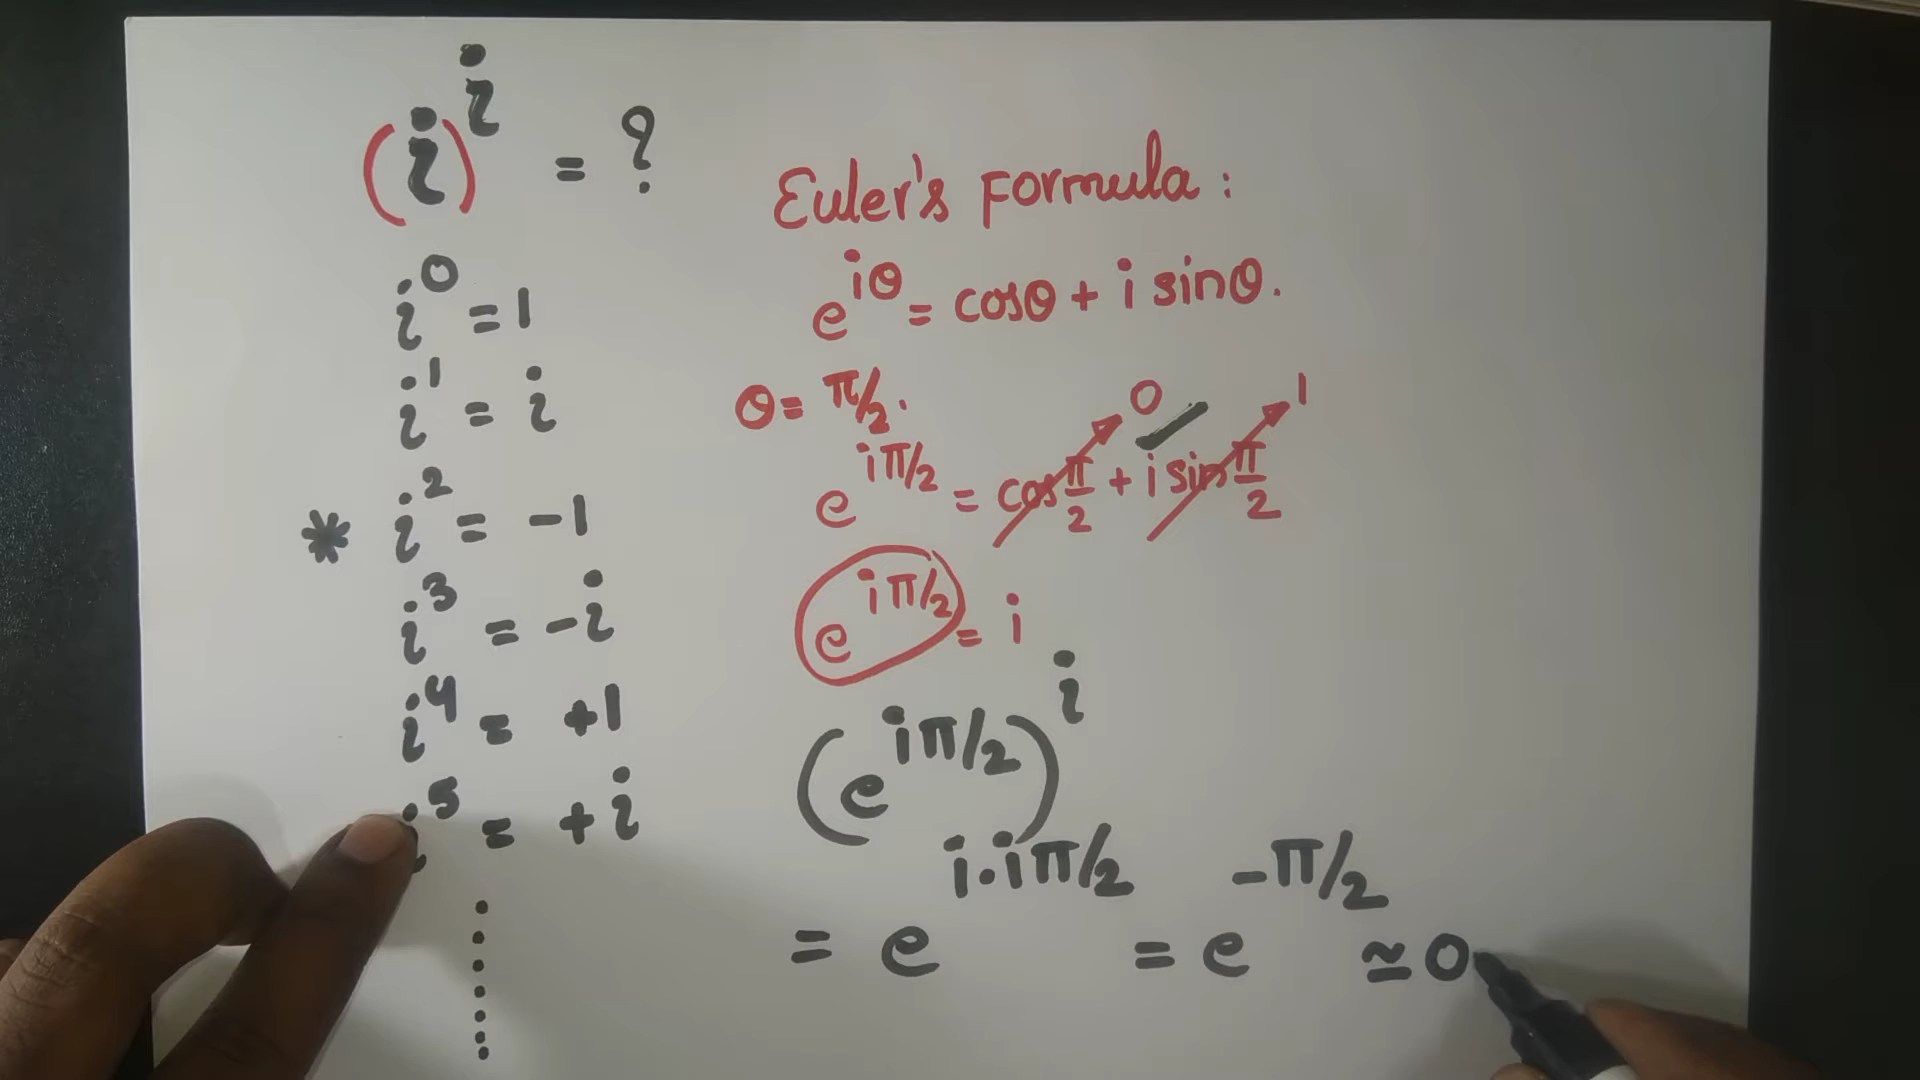 (i)^i = ?
i^0 = 1
i^1 = i
* i^2 = -1
i^3 = -i
i^4 = +1
i^5 = +i
Euler's Formula :
e^iθ = cosθ + i sinθ.
θ = π/2.
0 1
e^iπ/2 = cos π/2 + i sin π/2
e^iπ/2 = i
(e^iπ/2)^i
= e^i·iπ/2 = e^-π/2 ≃ 0